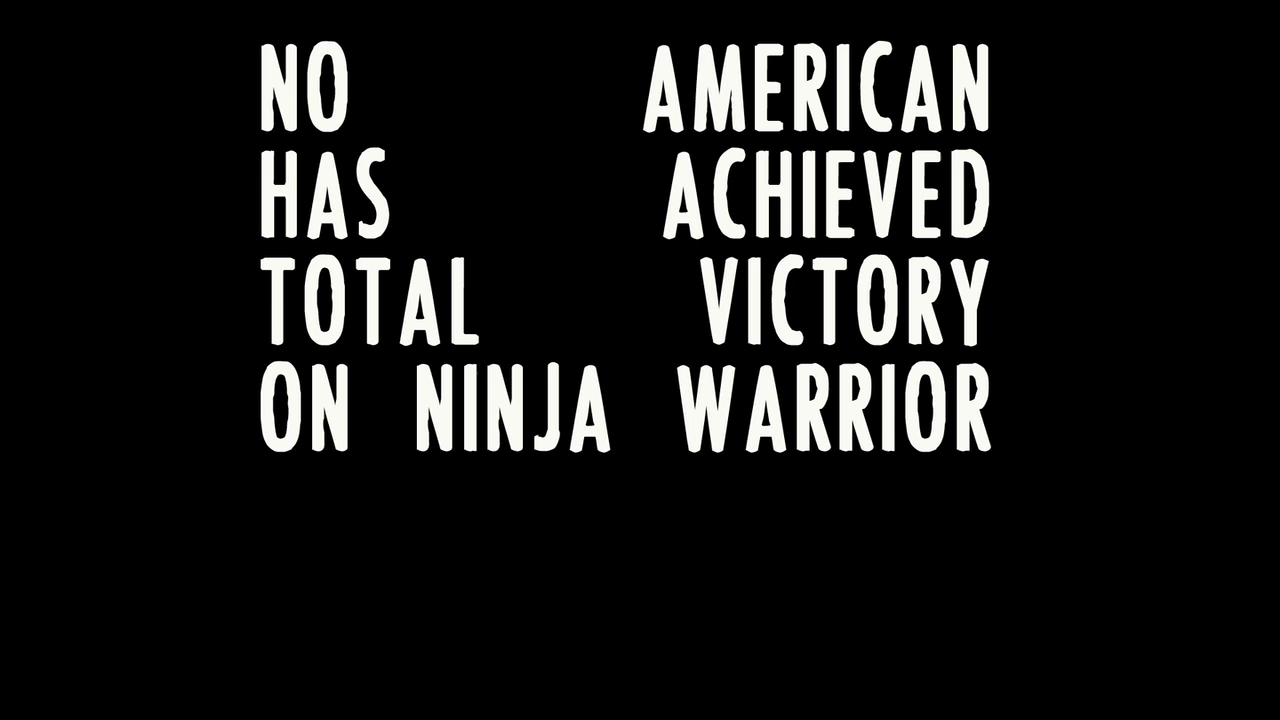 NO AMERICAN
HAS ACHIEVED
TOTAL VICTORY
ON NINJA WARRIOR